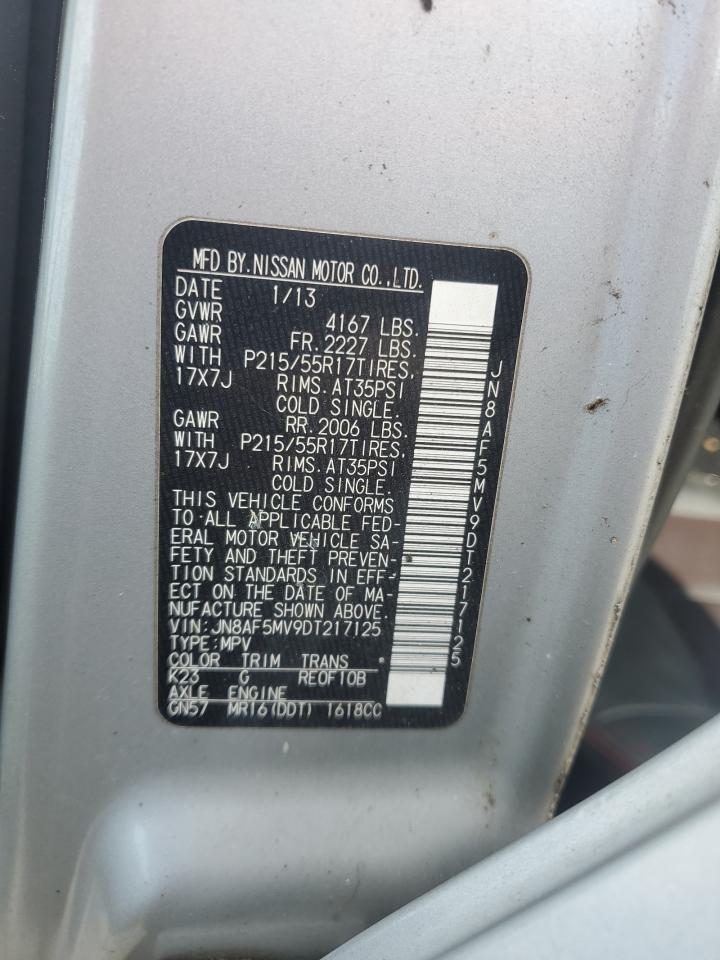 MFD BY. NISSAN MOTOR CO., LTD.
DATE 1/13
GVWR 4167 LBS.
GAWR FR. 2227 LBS.
WITH P215/55R17TIRES,
17X7J RIMS. AT35PSI
COLD SINGLE.
GAWR RR. 2006 LBS.
WITH P215/55R17TIRES,
17X7J RIMS. AT35PSI
COLD SINGLE.
THIS VEHICLE CONFORMS
TO ALL APPLICABLE FED-
ERAL MOTOR VEHICLE SA-
FETY AND THEFT PREVEN-
TION STANDARDS IN EFF-
ECT ON THE DATE OF MA-
NUFACTURE SHOWN ABOVE.
VIN:JN8AF5MV9DT217125
TYPE:MPV
COLOR TRIM TRANS
K23 G RE0F10B
AXLE ENGINE
GN57 MR16(DDT) 1618CC
JN8AF5MV9DT217125